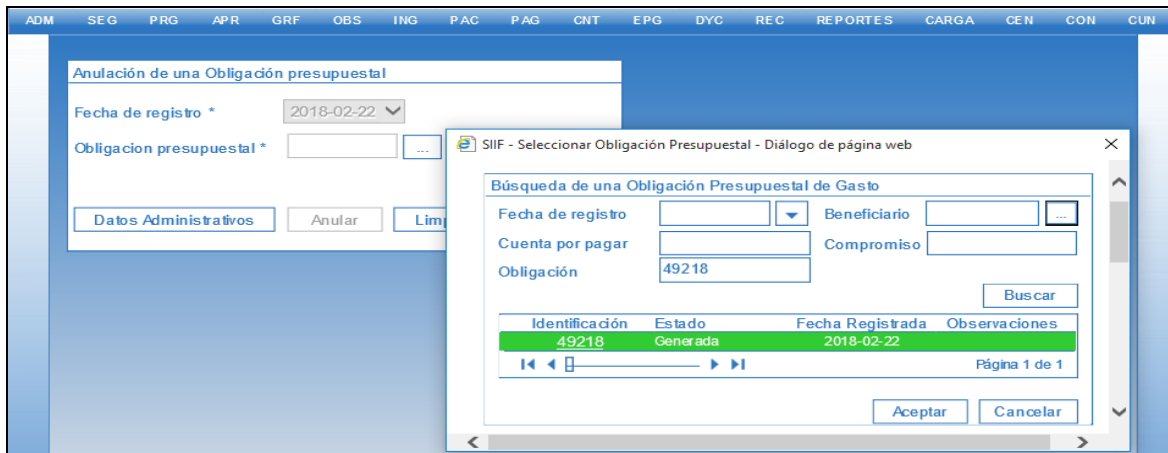 ADM SEG PRG APR GRF OBS ING PAC PAG CNT EPG DYC REC REPORTES CARGA CEN CON CUN
Anulación de una Obligación presupuestal
Fecha de registro * 2018-02-22
Obligacion presupuestal * ...
Datos Administrativos Anular Lim
SIIF - Seleccionar Obligación Presupuestal - Diálogo de página web
Búsqueda de una Obligación Presupuestal de Gasto
Fecha de registro Beneficiario ...
Cuenta por pagar Compromiso
Obligación 49218
Buscar
Identificación Estado Fecha Registrada Observaciones
49218 Generada 2018-02-22
Página 1 de 1
Aceptar Cancelar